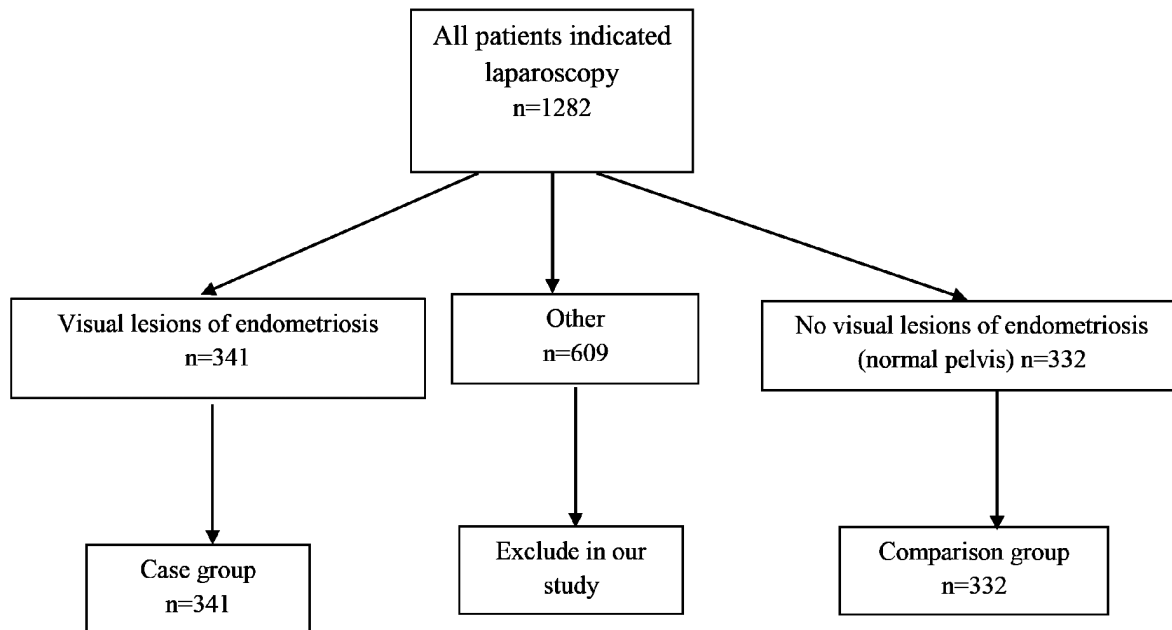 All patients indicated
laparoscopy
n=1282
Visual lesions of endometriosis
n=341
Other
n=609
No visual lesions of endometriosis
(normal pelvis) n=332
Case group
n=341
Exclude in our
study
Comparison group
n=332